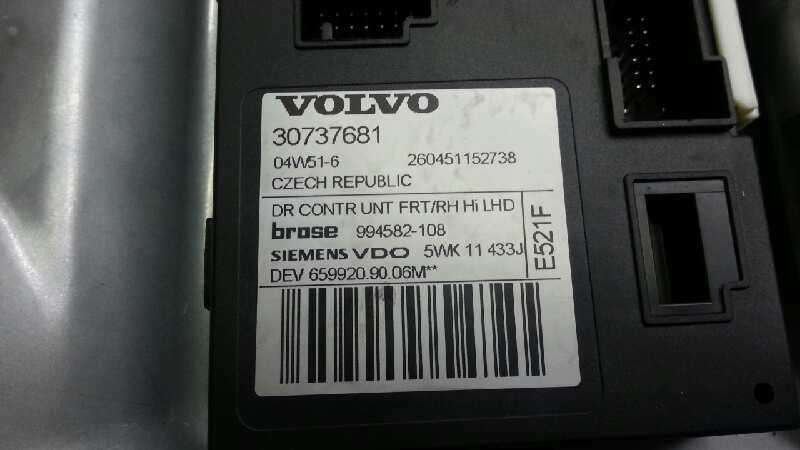 VOLVO
30737681
04W51-6 260451152738
CZECH REPUBLIC
DR CONTR UNT FRT/RH Hi LHD
brose 994582-108
SIEMENS VDO 5WK 11 433J
DEV 659920.90.06M**
E521F